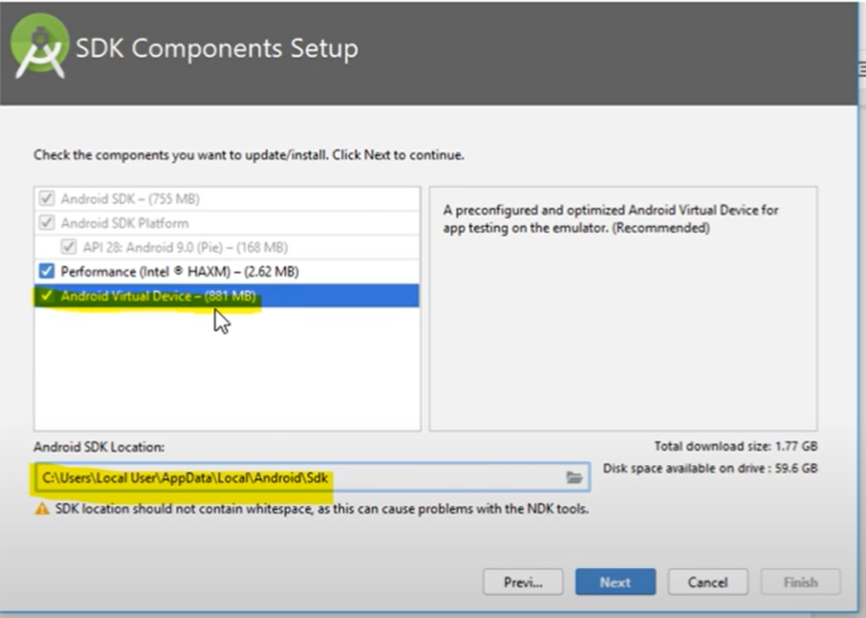 SDK Components Setup
Check the components you want to update/install. Click Next to continue.
Android SDK – (755 MB)
Android SDK Platform
API 28: Android 9.0 (Pie) – (168 MB)
Performance (Intel ® HAXM) – (2.62 MB)
Android Virtual Device – (881 MB)
A preconfigured and optimized Android Virtual Device for
app testing on the emulator. (Recommended)
Android SDK Location:
Total download size: 1.77 GB
C:\Users\Local User\AppData\Local\Android\Sdk
Disk space available on drive : 59.6 GB
SDK location should not contain whitespace, as this can cause problems with the NDK tools.
Previ...
Next
Cancel
Finish